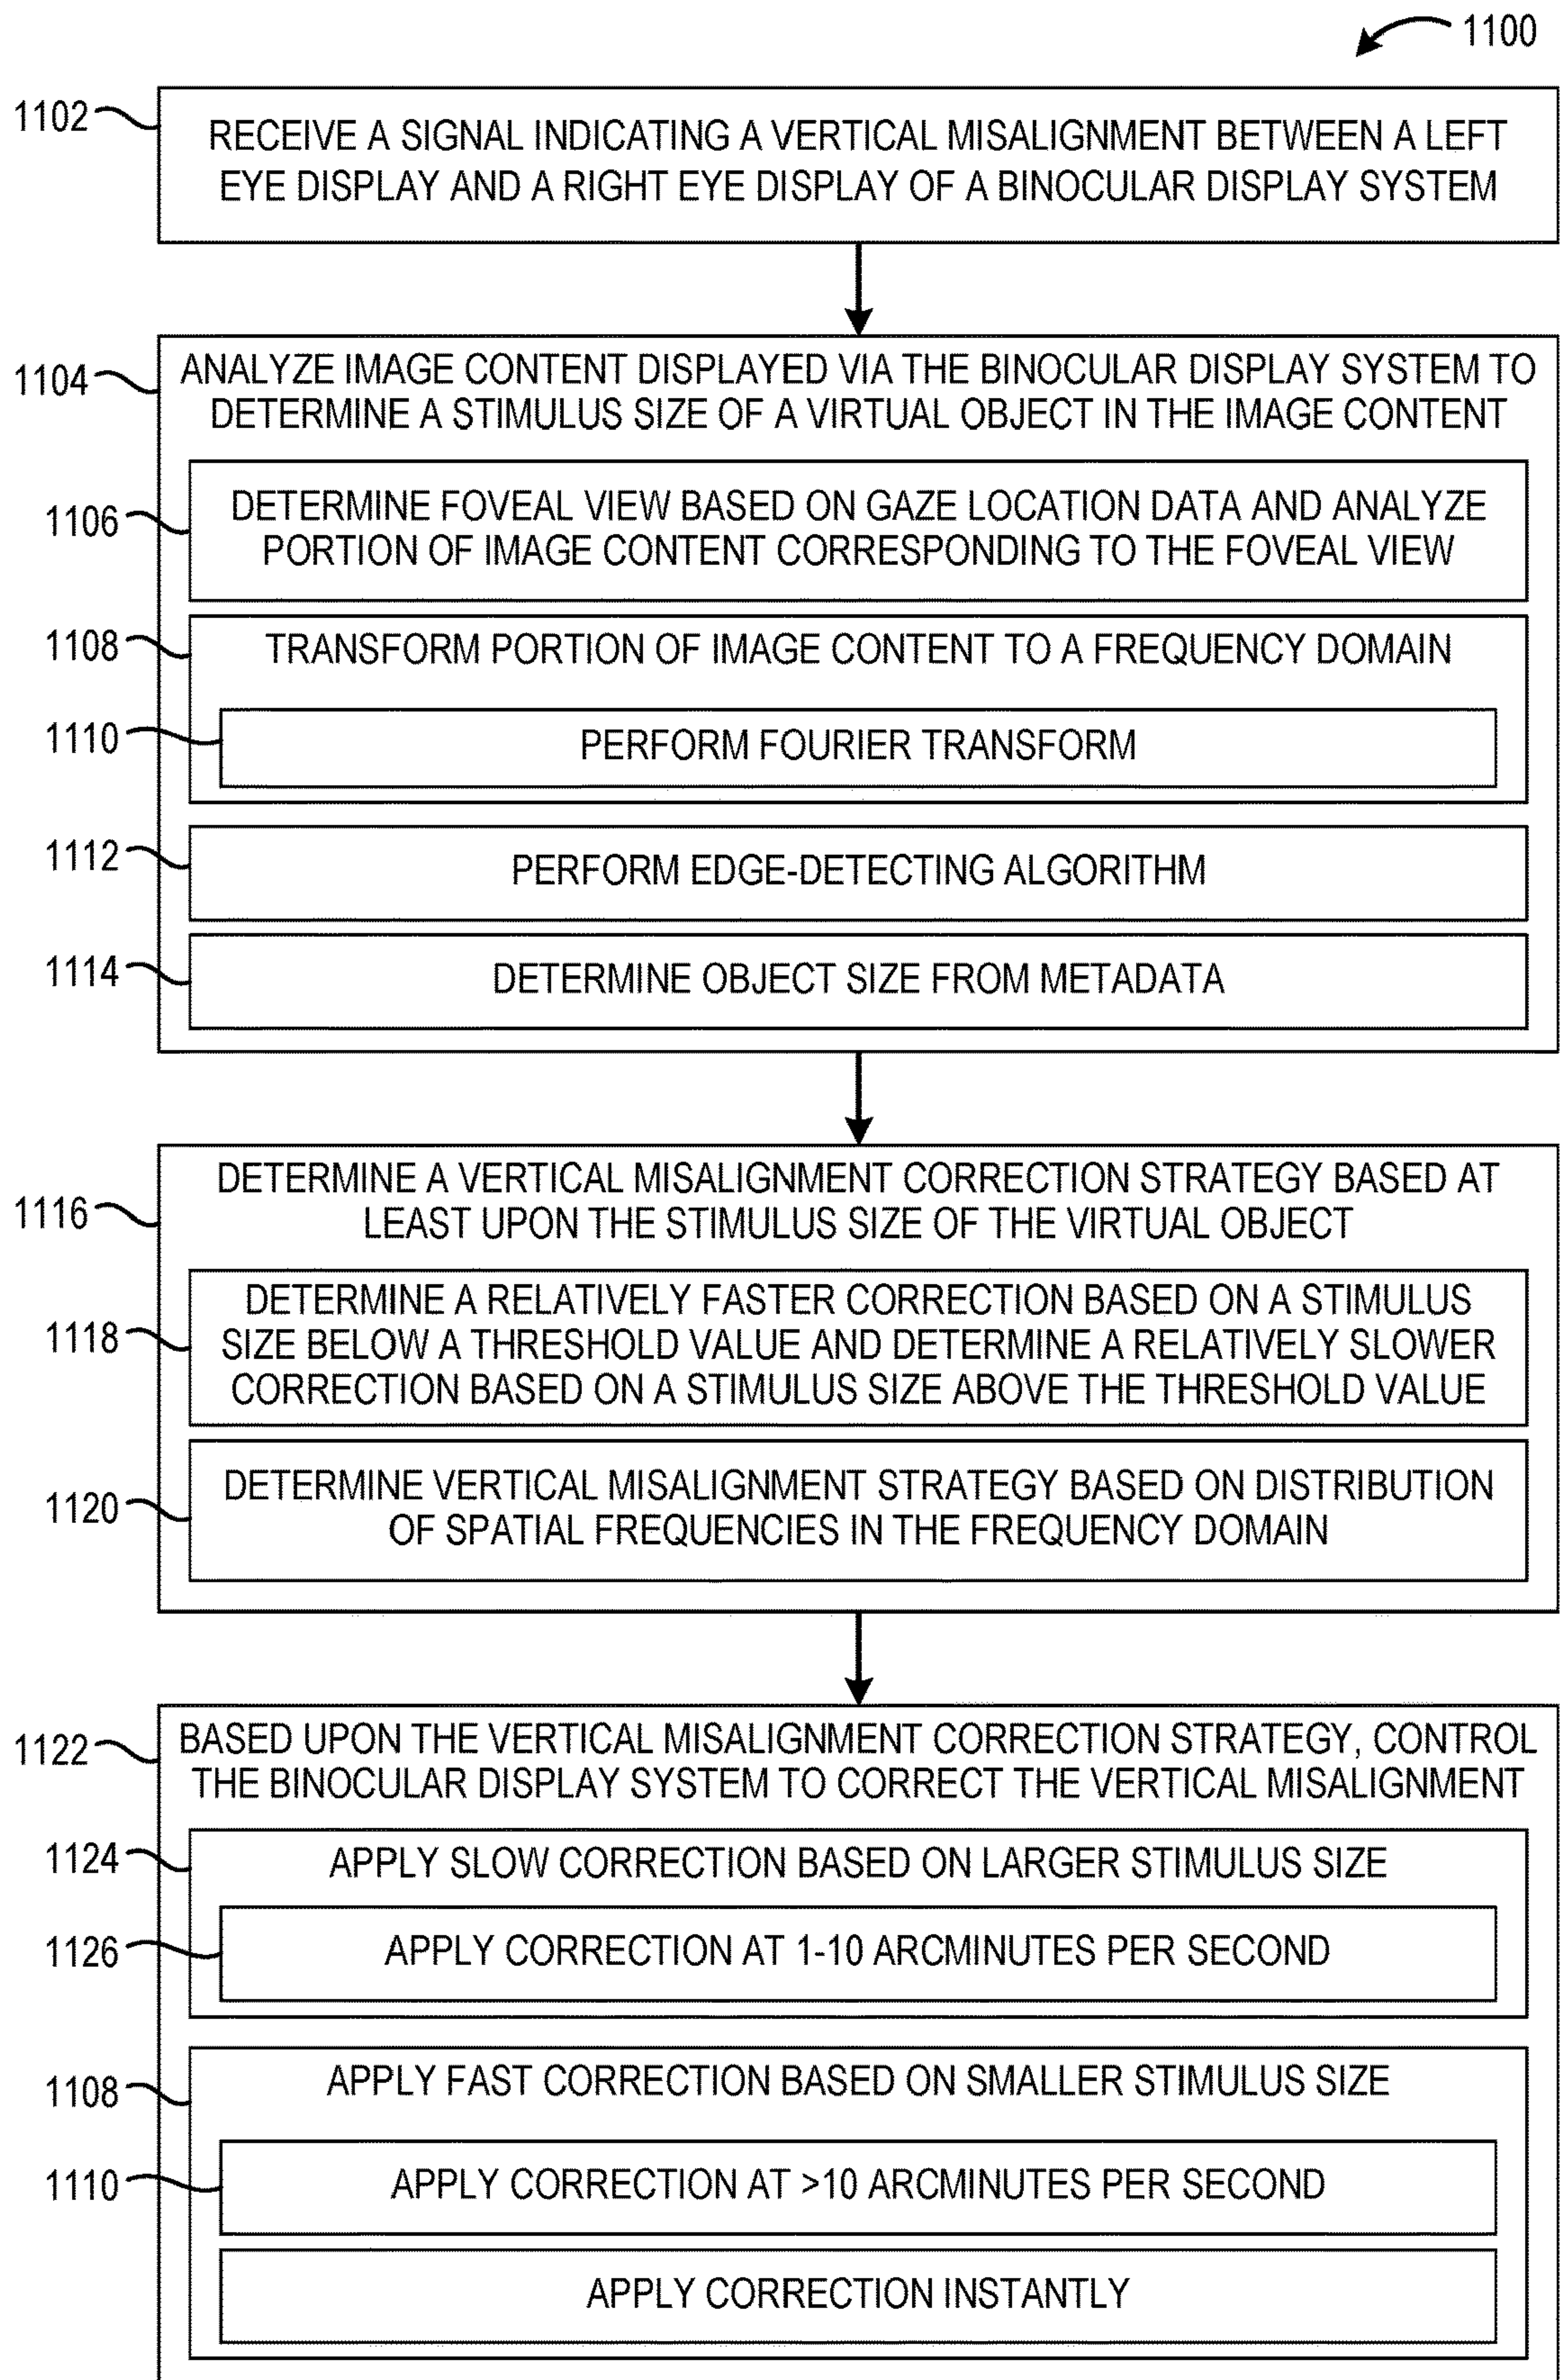 1100
1102
RECEIVE A SIGNAL INDICATING A VERTICAL MISALIGNMENT BETWEEN A LEFT
EYE DISPLAY AND A RIGHT EYE DISPLAY OF A BINOCULAR DISPLAY SYSTEM
1104
ANALYZE IMAGE CONTENT DISPLAYED VIA THE BINOCULAR DISPLAY SYSTEM TO
DETERMINE A STIMULUS SIZE OF A VIRTUAL OBJECT IN THE IMAGE CONTENT
1106
DETERMINE FOVEAL VIEW BASED ON GAZE LOCATION DATA AND ANALYZE
PORTION OF IMAGE CONTENT CORRESPONDING TO THE FOVEAL VIEW
1108
TRANSFORM PORTION OF IMAGE CONTENT TO A FREQUENCY DOMAIN
1110
PERFORM FOURIER TRANSFORM
1112
PERFORM EDGE-DETECTING ALGORITHM
1114
DETERMINE OBJECT SIZE FROM METADATA
1116
DETERMINE A VERTICAL MISALIGNMENT CORRECTION STRATEGY BASED AT
LEAST UPON THE STIMULUS SIZE OF THE VIRTUAL OBJECT
1118
DETERMINE A RELATIVELY FASTER CORRECTION BASED ON A STIMULUS
SIZE BELOW A THRESHOLD VALUE AND DETERMINE A RELATIVELY SLOWER
CORRECTION BASED ON A STIMULUS SIZE ABOVE THE THRESHOLD VALUE
1120
DETERMINE VERTICAL MISALIGNMENT STRATEGY BASED ON DISTRIBUTION
OF SPATIAL FREQUENCIES IN THE FREQUENCY DOMAIN
1122
BASED UPON THE VERTICAL MISALIGNMENT CORRECTION STRATEGY, CONTROL
THE BINOCULAR DISPLAY SYSTEM TO CORRECT THE VERTICAL MISALIGNMENT
1124
APPLY SLOW CORRECTION BASED ON LARGER STIMULUS SIZE
1126
APPLY CORRECTION AT 1-10 ARCMINUTES PER SECOND
1108
APPLY FAST CORRECTION BASED ON SMALLER STIMULUS SIZE
1110
APPLY CORRECTION AT >10 ARCMINUTES PER SECOND
APPLY CORRECTION INSTANTLY